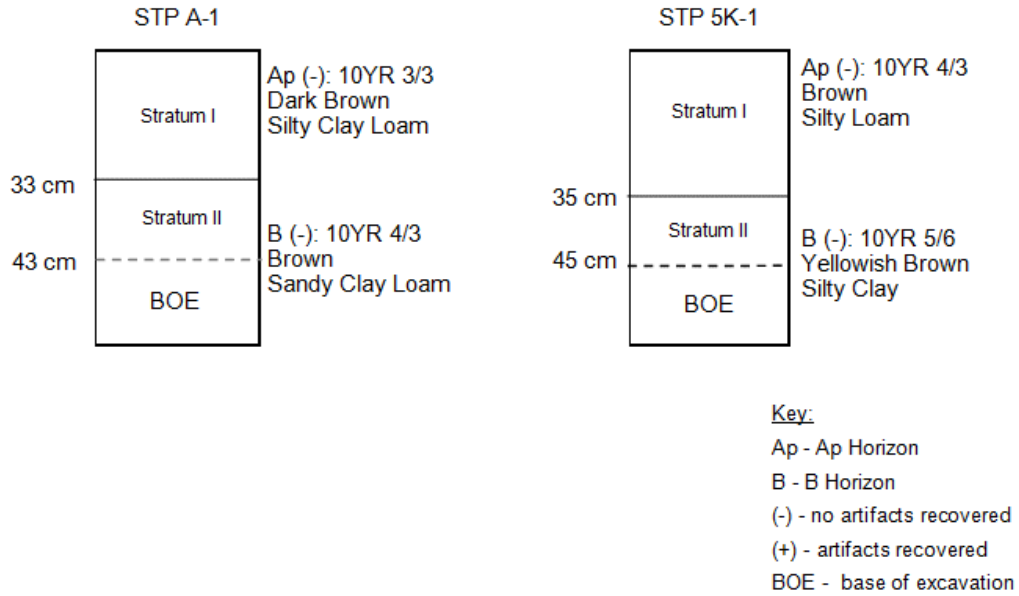 STP A-1
Ap (-): 10YR 3/3
Dark Brown
Silty Clay Loam
Stratum I
33 cm
Stratum II
B (-): 10YR 4/3
Brown
Sandy Clay Loam
43 cm
BOE
STP 5K-1
Ap (-): 10YR 4/3
Brown
Silty Loam
Stratum I
35 cm
Stratum II
B (-): 10YR 5/6
Yellowish Brown
Silty Clay
45 cm
BOE
Key:
Ap - Ap Horizon
B - B Horizon
(-) - no artifacts recovered
(+) - artifacts recovered
BOE - base of excavation